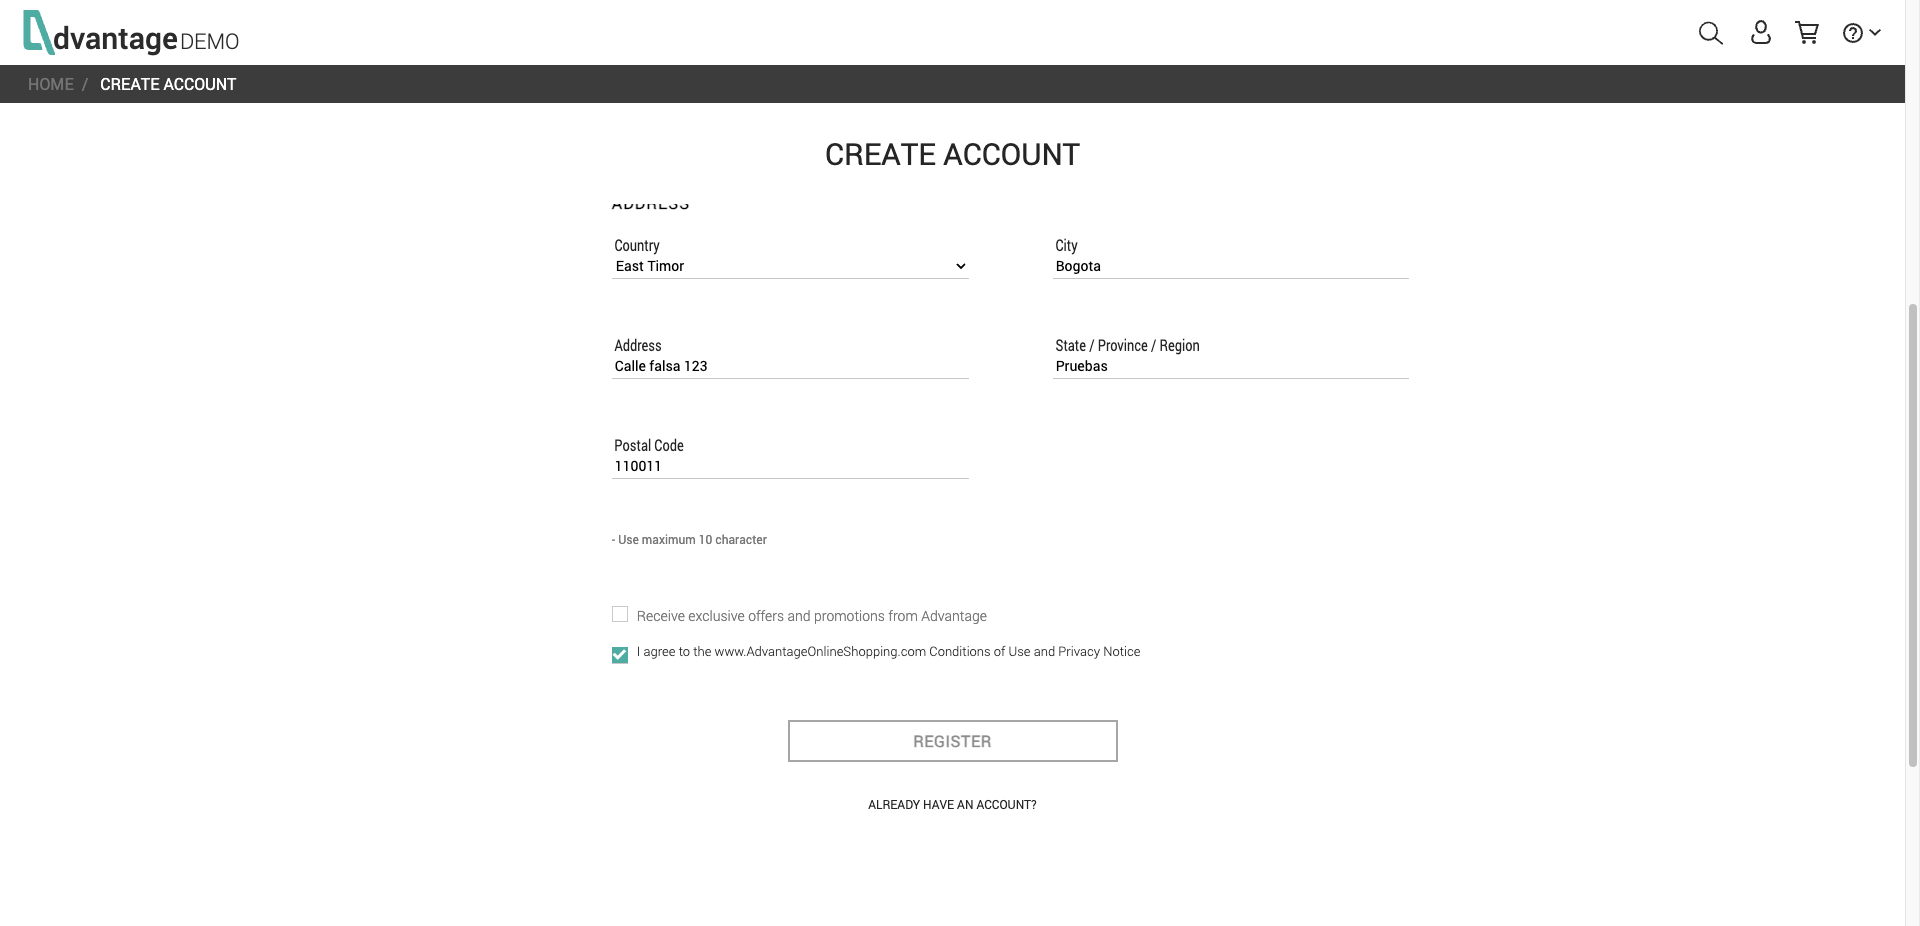 dvantage DEMO
HOME / CREATE ACCOUNT
CREATE ACCOUNT
ADDRESS
Country
East Timor
City
Bogota
Address
Calle falsa 123
State / Province / Region
Pruebas
Postal Code
110011
- Use maximum 10 character
Receive exclusive offers and promotions from Advantage
I agree to the www.AdvantageOnlineShopping.com Conditions of Use and Privacy Notice
REGISTER
ALREADY HAVE AN ACCOUNT?